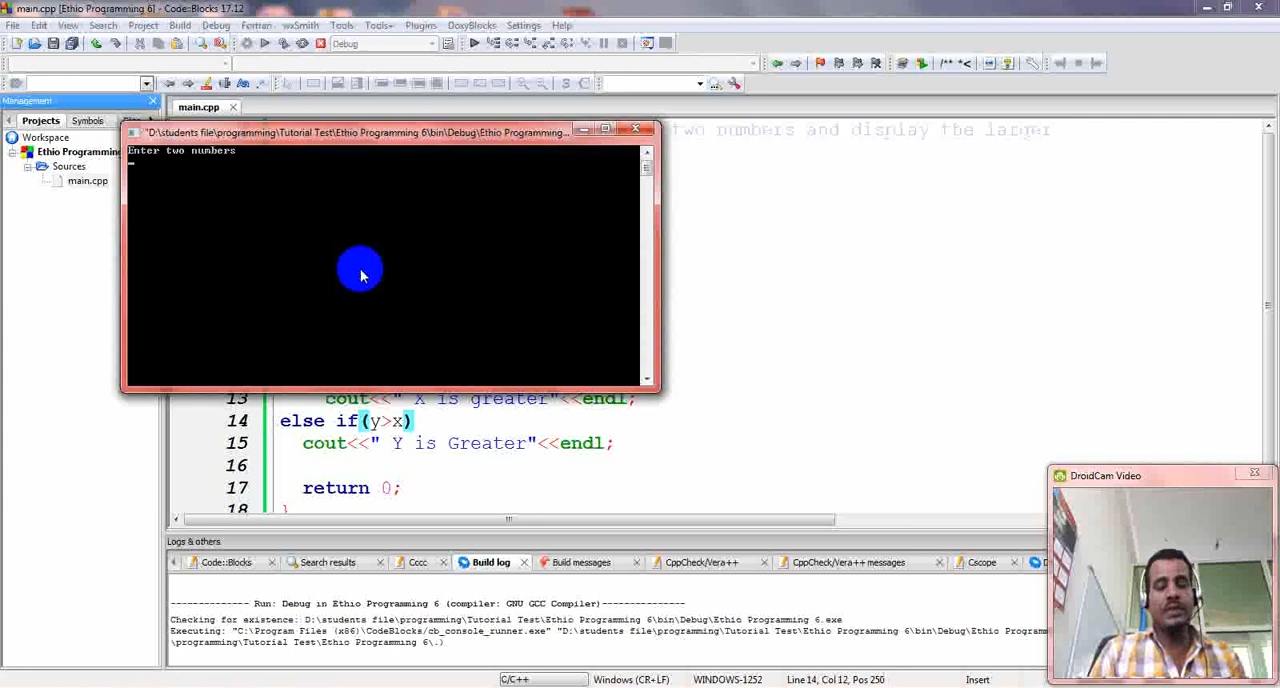 main.cpp [Ethio Programming 6] - Code::Blocks 17.12
File Edit View Search Project Build Debug Fortran wxSmith Tools Tools+ Plugins DoxyBlocks Settings Help
Debug
Management
Projects Symbols
main.cpp
Workspace
Ethio Programming
Sources
main.cpp
"D:\students file\programming\Tutorial Test\Ethio Programming 6\bin\Debug\Ethio Programming...
Enter two numbers
two numbers and display the larger
13 cout<<" X is greater"<<endl;
14 else if(y>x)
15 cout<<" Y is Greater"<<endl;
16
17 return 0;
18 }
Logs & others
Code::Blocks Search results Cccc Build log Build messages CppCheck/Vera++ CppCheck/Vera++ messages Cscope
-------------- Run: Debug in Ethio Programming 6 (compiler: GNU GCC Compiler)---------------
Checking for existence: D:\students file\programming\Tutorial Test\Ethio Programming 6\bin\Debug\Ethio Programming 6.exe
Executing: "C:\Program Files (x86)\CodeBlocks/cb_console_runner.exe" "D:\students file\programming\Tutorial Test\Ethio Programming 6\bin\Debug\Ethio Programm
\programming\Tutorial Test\Ethio Programming 6\.)
DroidCam Video
C/C++ Windows (CR+LF) WINDOWS-1252 Line 14, Col 12, Pos 250 Insert